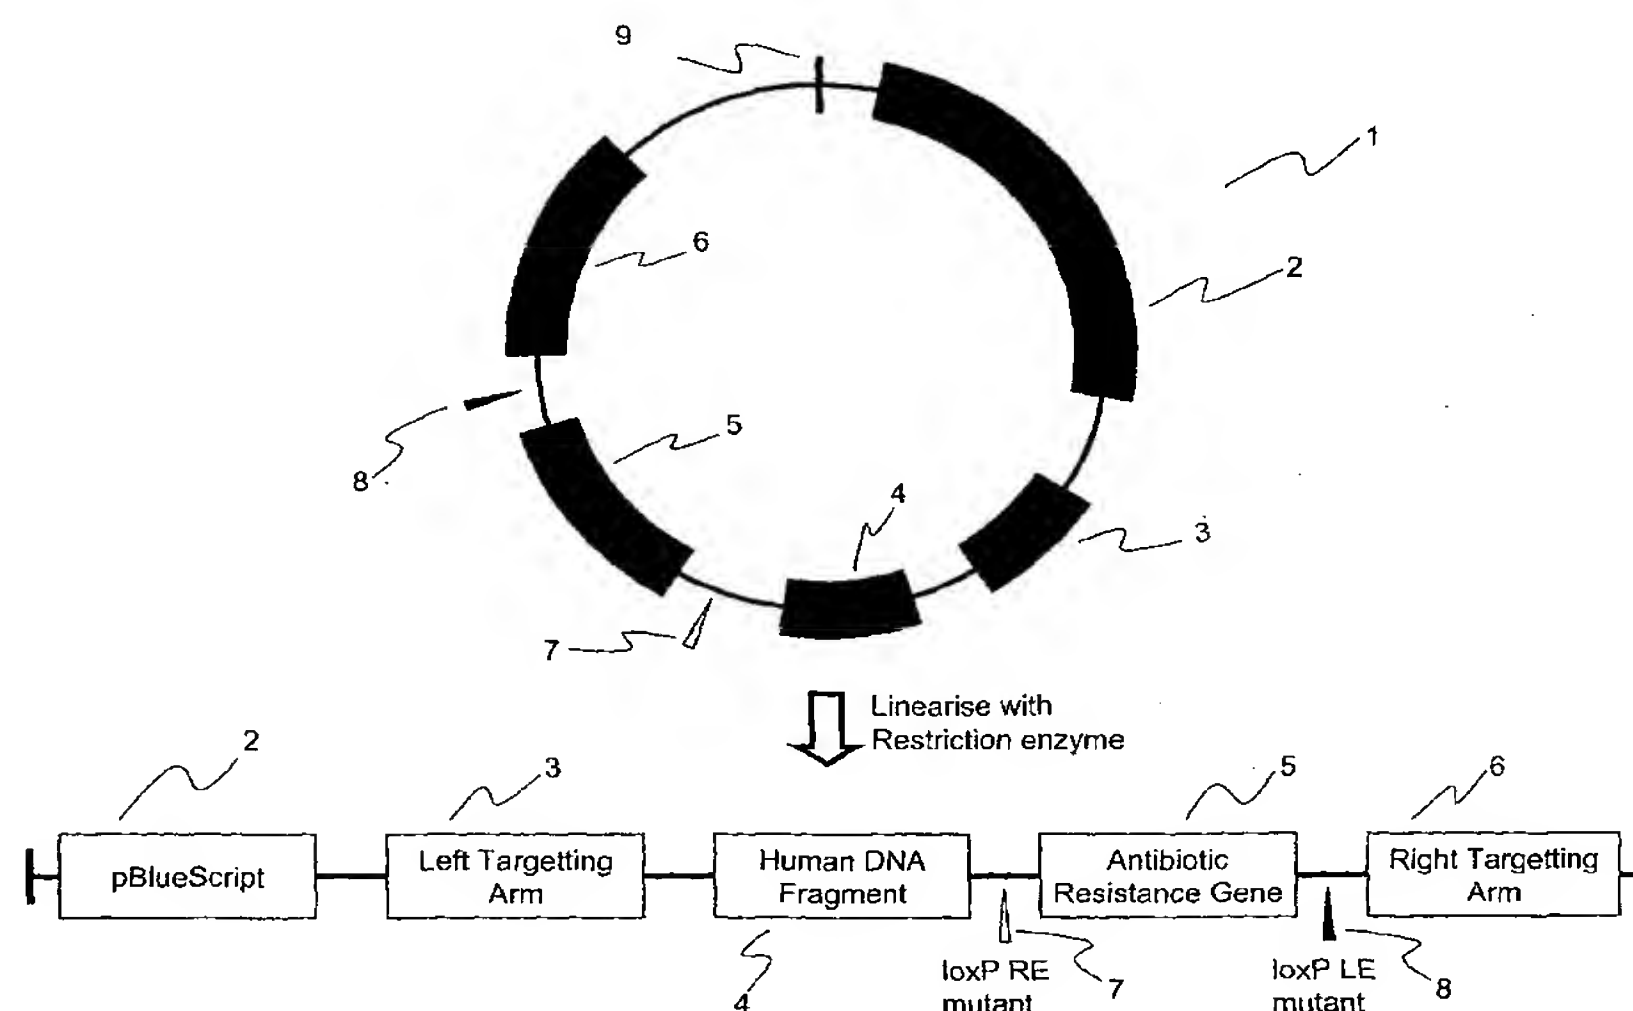 9
1
6
2
5
8
4
3
7
Linearise with
Restriction enzyme
2
3
5
6
pBlueScript
Left Targetting
Arm
Human DNA
Fragment
Antibiotic
Resistance Gene
Right Targetting
Arm
4
loxP RE
mutant
7
loxP LE
mutant
8